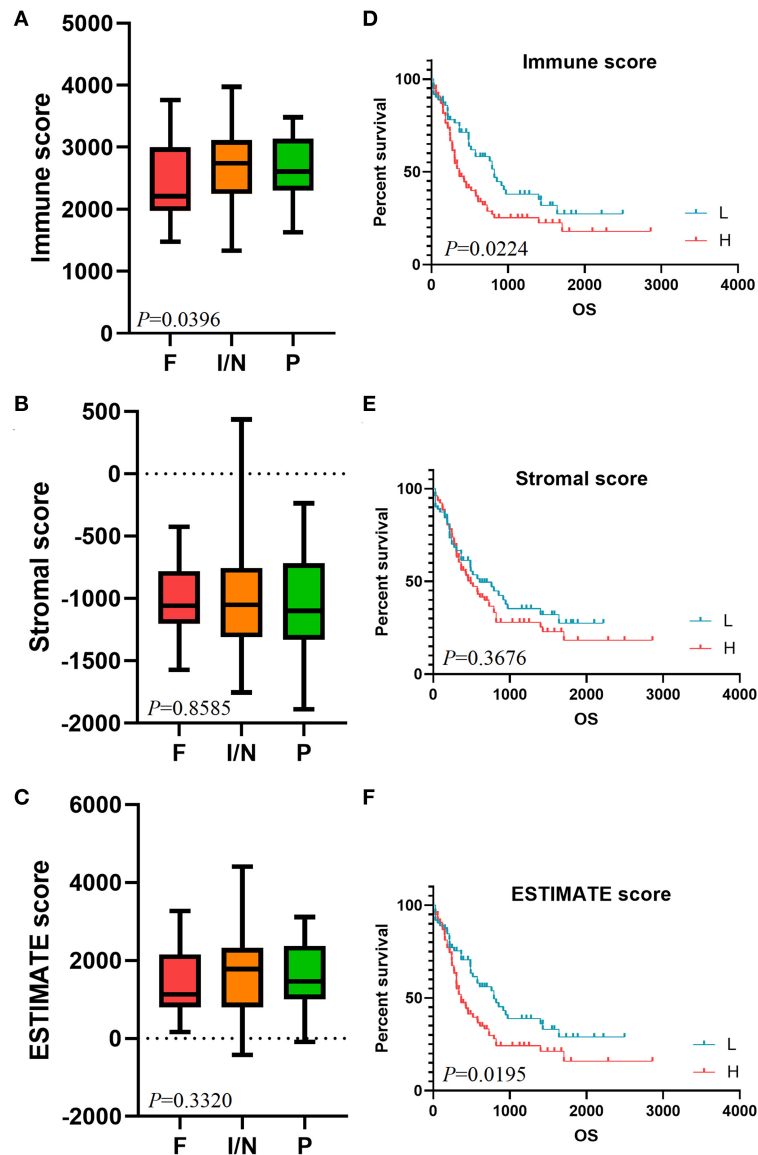 A
Immune score
5000
4000
3000
2000
1000
0
P=0.0396
F I/N P
D
Immune score
Percent survival
100
50
0
P=0.0224
L
H
0 1000 2000 3000 4000
OS
B
Stromal score
500
0
-500
-1000
-1500
-2000
P=0.8585
F I/N P
E
Stromal score
Percent survival
100
50
0
P=0.3676
L
H
0 1000 2000 3000 4000
OS
C
ESTIMATE score
6000
4000
2000
0
-2000
P=0.3320
F I/N P
F
ESTIMATE score
Percent survival
100
50
0
P=0.0195
L
H
0 1000 2000 3000 4000
OS